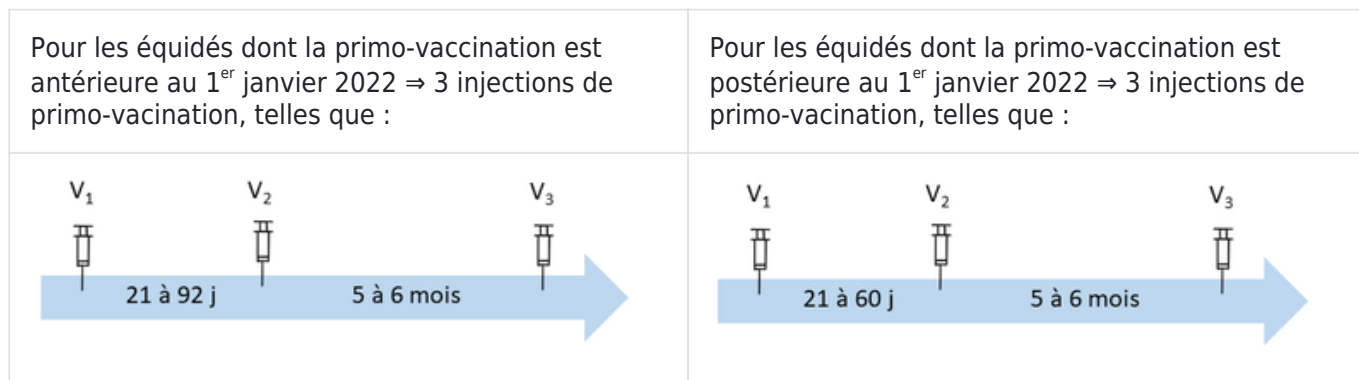 Pour les équidés dont la primo-vaccination est
antérieure au 1er janvier 2022 ⇒ 3 injections de
primo-vacination, telles que :
Pour les équidés dont la primo-vaccination est
postérieure au 1er janvier 2022 ⇒ 3 injections de
primo-vacination, telles que :
V1 V2 V3
21 à 92 j 5 à 6 mois
V1 V2 V3
21 à 60 j 5 à 6 mois